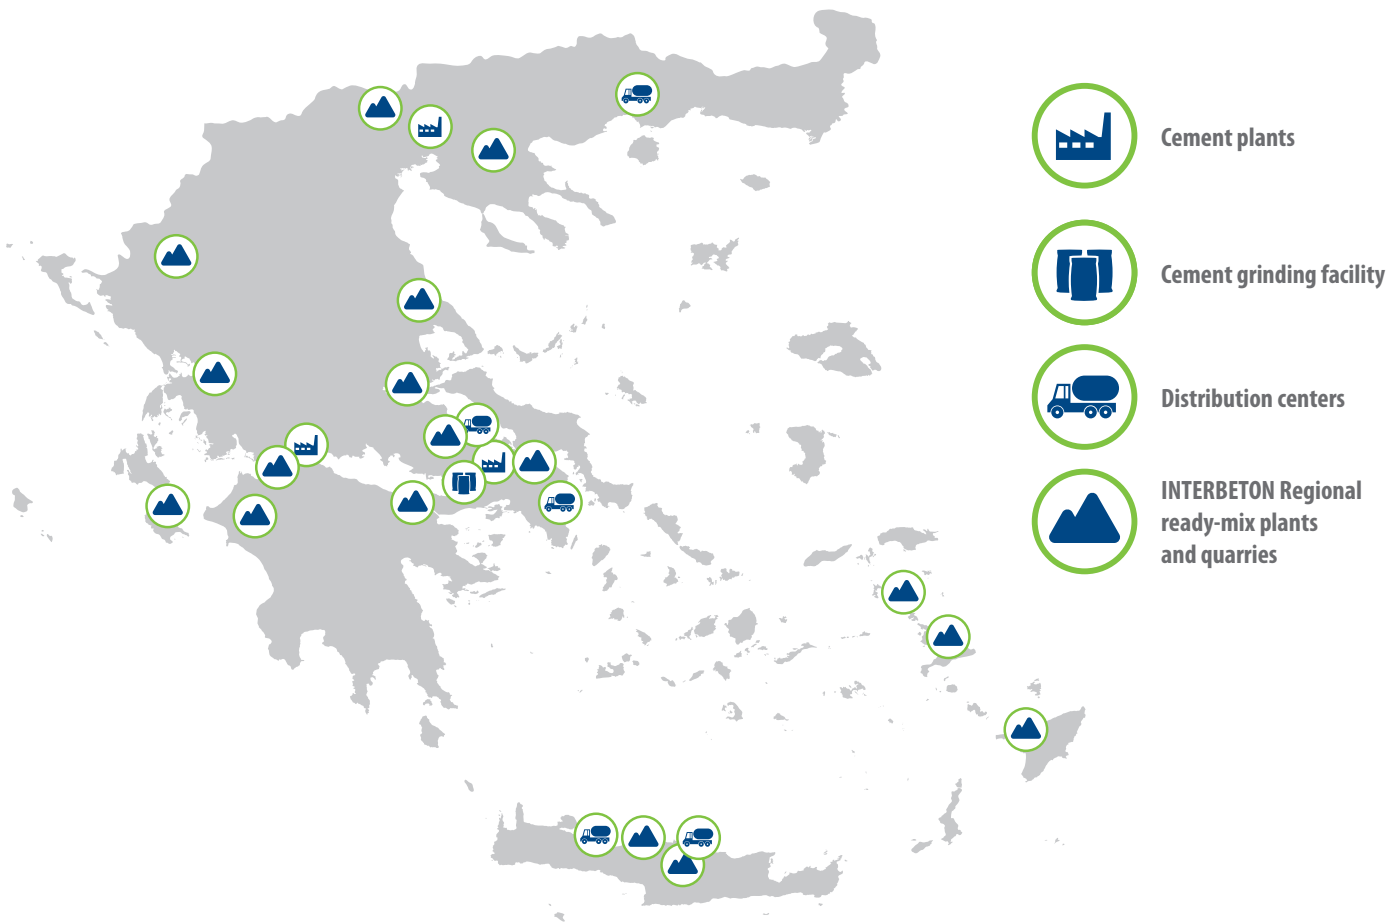 Cement plants
Cement grinding facility
Distribution centers
INTERBETON Regional
ready-mix plants
and quarries